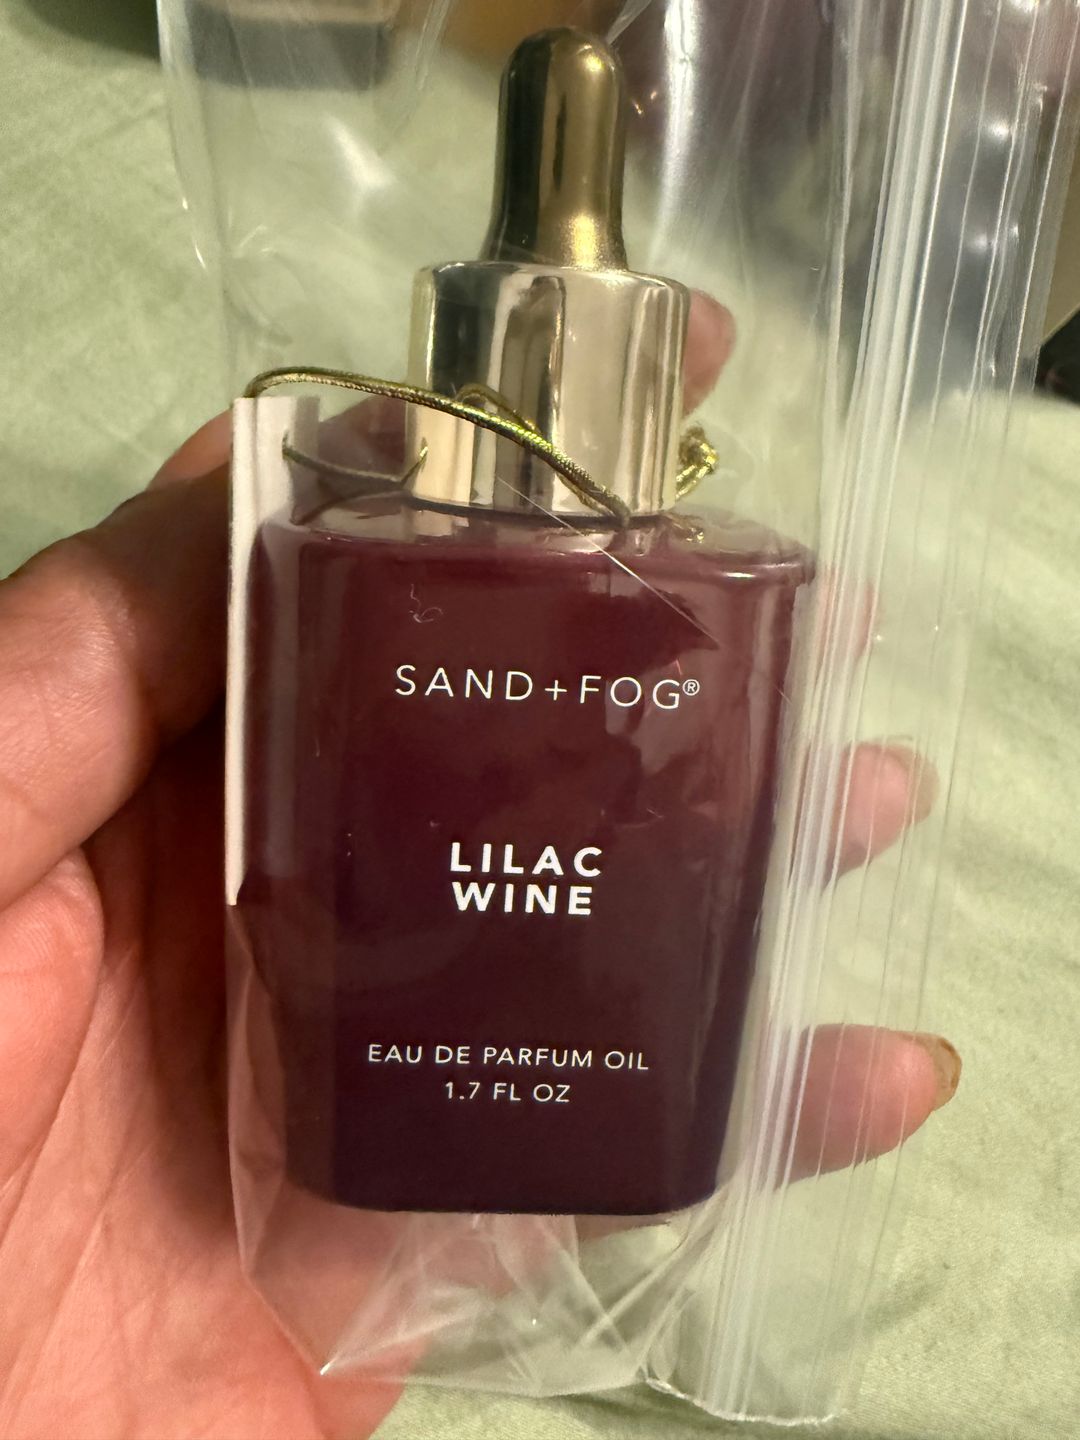 SAND+FOG®
LILAC
WINE
EAU DE PARFUM OIL
1.7 FL OZ